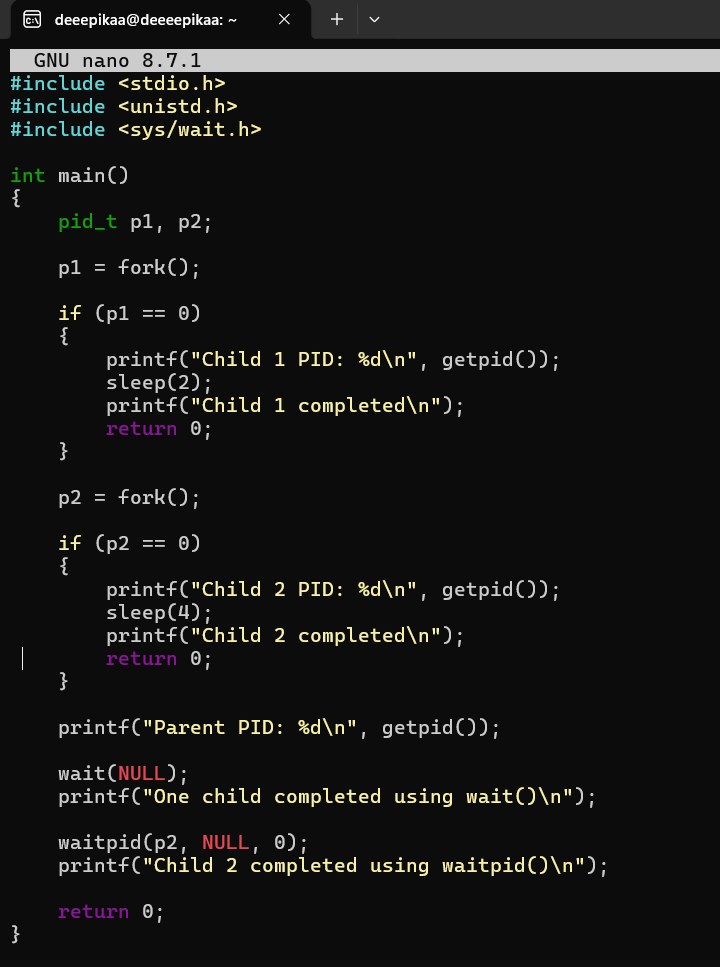 deeepikaa@deeeepikaa: ~
GNU nano 8.7.1
#include <stdio.h>
#include <unistd.h>
#include <sys/wait.h>

int main()
{
    pid_t p1, p2;

    p1 = fork();

    if (p1 == 0)
    {
        printf("Child 1 PID: %d\n", getpid());
        sleep(2);
        printf("Child 1 completed\n");
        return 0;
    }

    p2 = fork();

    if (p2 == 0)
    {
        printf("Child 2 PID: %d\n", getpid());
        sleep(4);
        printf("Child 2 completed\n");
        return 0;
    }

    printf("Parent PID: %d\n", getpid());

    wait(NULL);
    printf("One child completed using wait()\n");

    waitpid(p2, NULL, 0);
    printf("Child 2 completed using waitpid()\n");

    return 0;
}